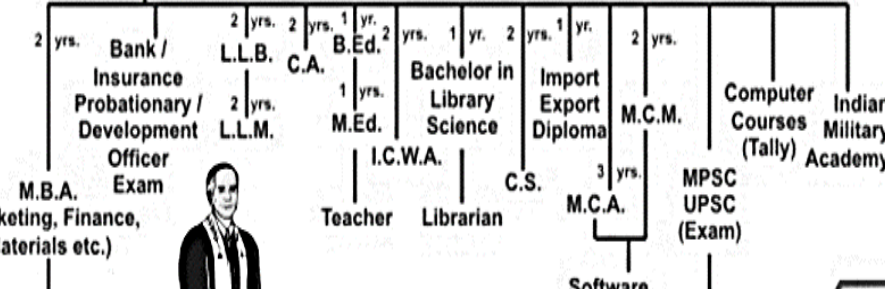 2 yrs.
Bank /
Insurance
Probationary /
Development
Officer
Exam
M.B.A.
keting, Finance,
aterials etc.)
2 yrs.
L.L.B.
2 yrs.
L.L.M.
2 yrs.
C.A.
1 yr.
B.Ed.
1 yrs.
M.Ed.
Teacher
2 yrs.
I.C.W.A.
1 yr.
Bachelor in
Library
Science
Librarian
2 yrs.
C.S.
1 yr.
Import
Export
Diploma
3 yrs.
M.C.A.
2 yrs.
M.C.M.
Software
MPSC
UPSC
(Exam)
Computer
Courses
(Tally)
Indian
Military
Academy